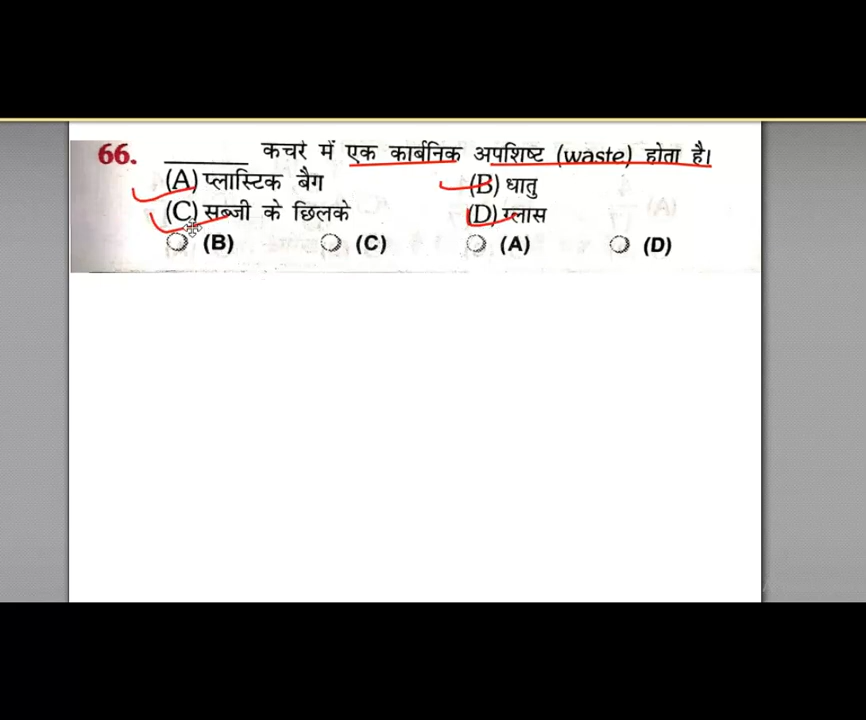 66. _______ कचरे में एक कार्बनिक अपशिष्ट (waste) होता है।
(A) प्लास्टिक बैग (B) धातु
(C) सब्जी के छिलके (D) ग्लास
(B) (C) (A) (D)